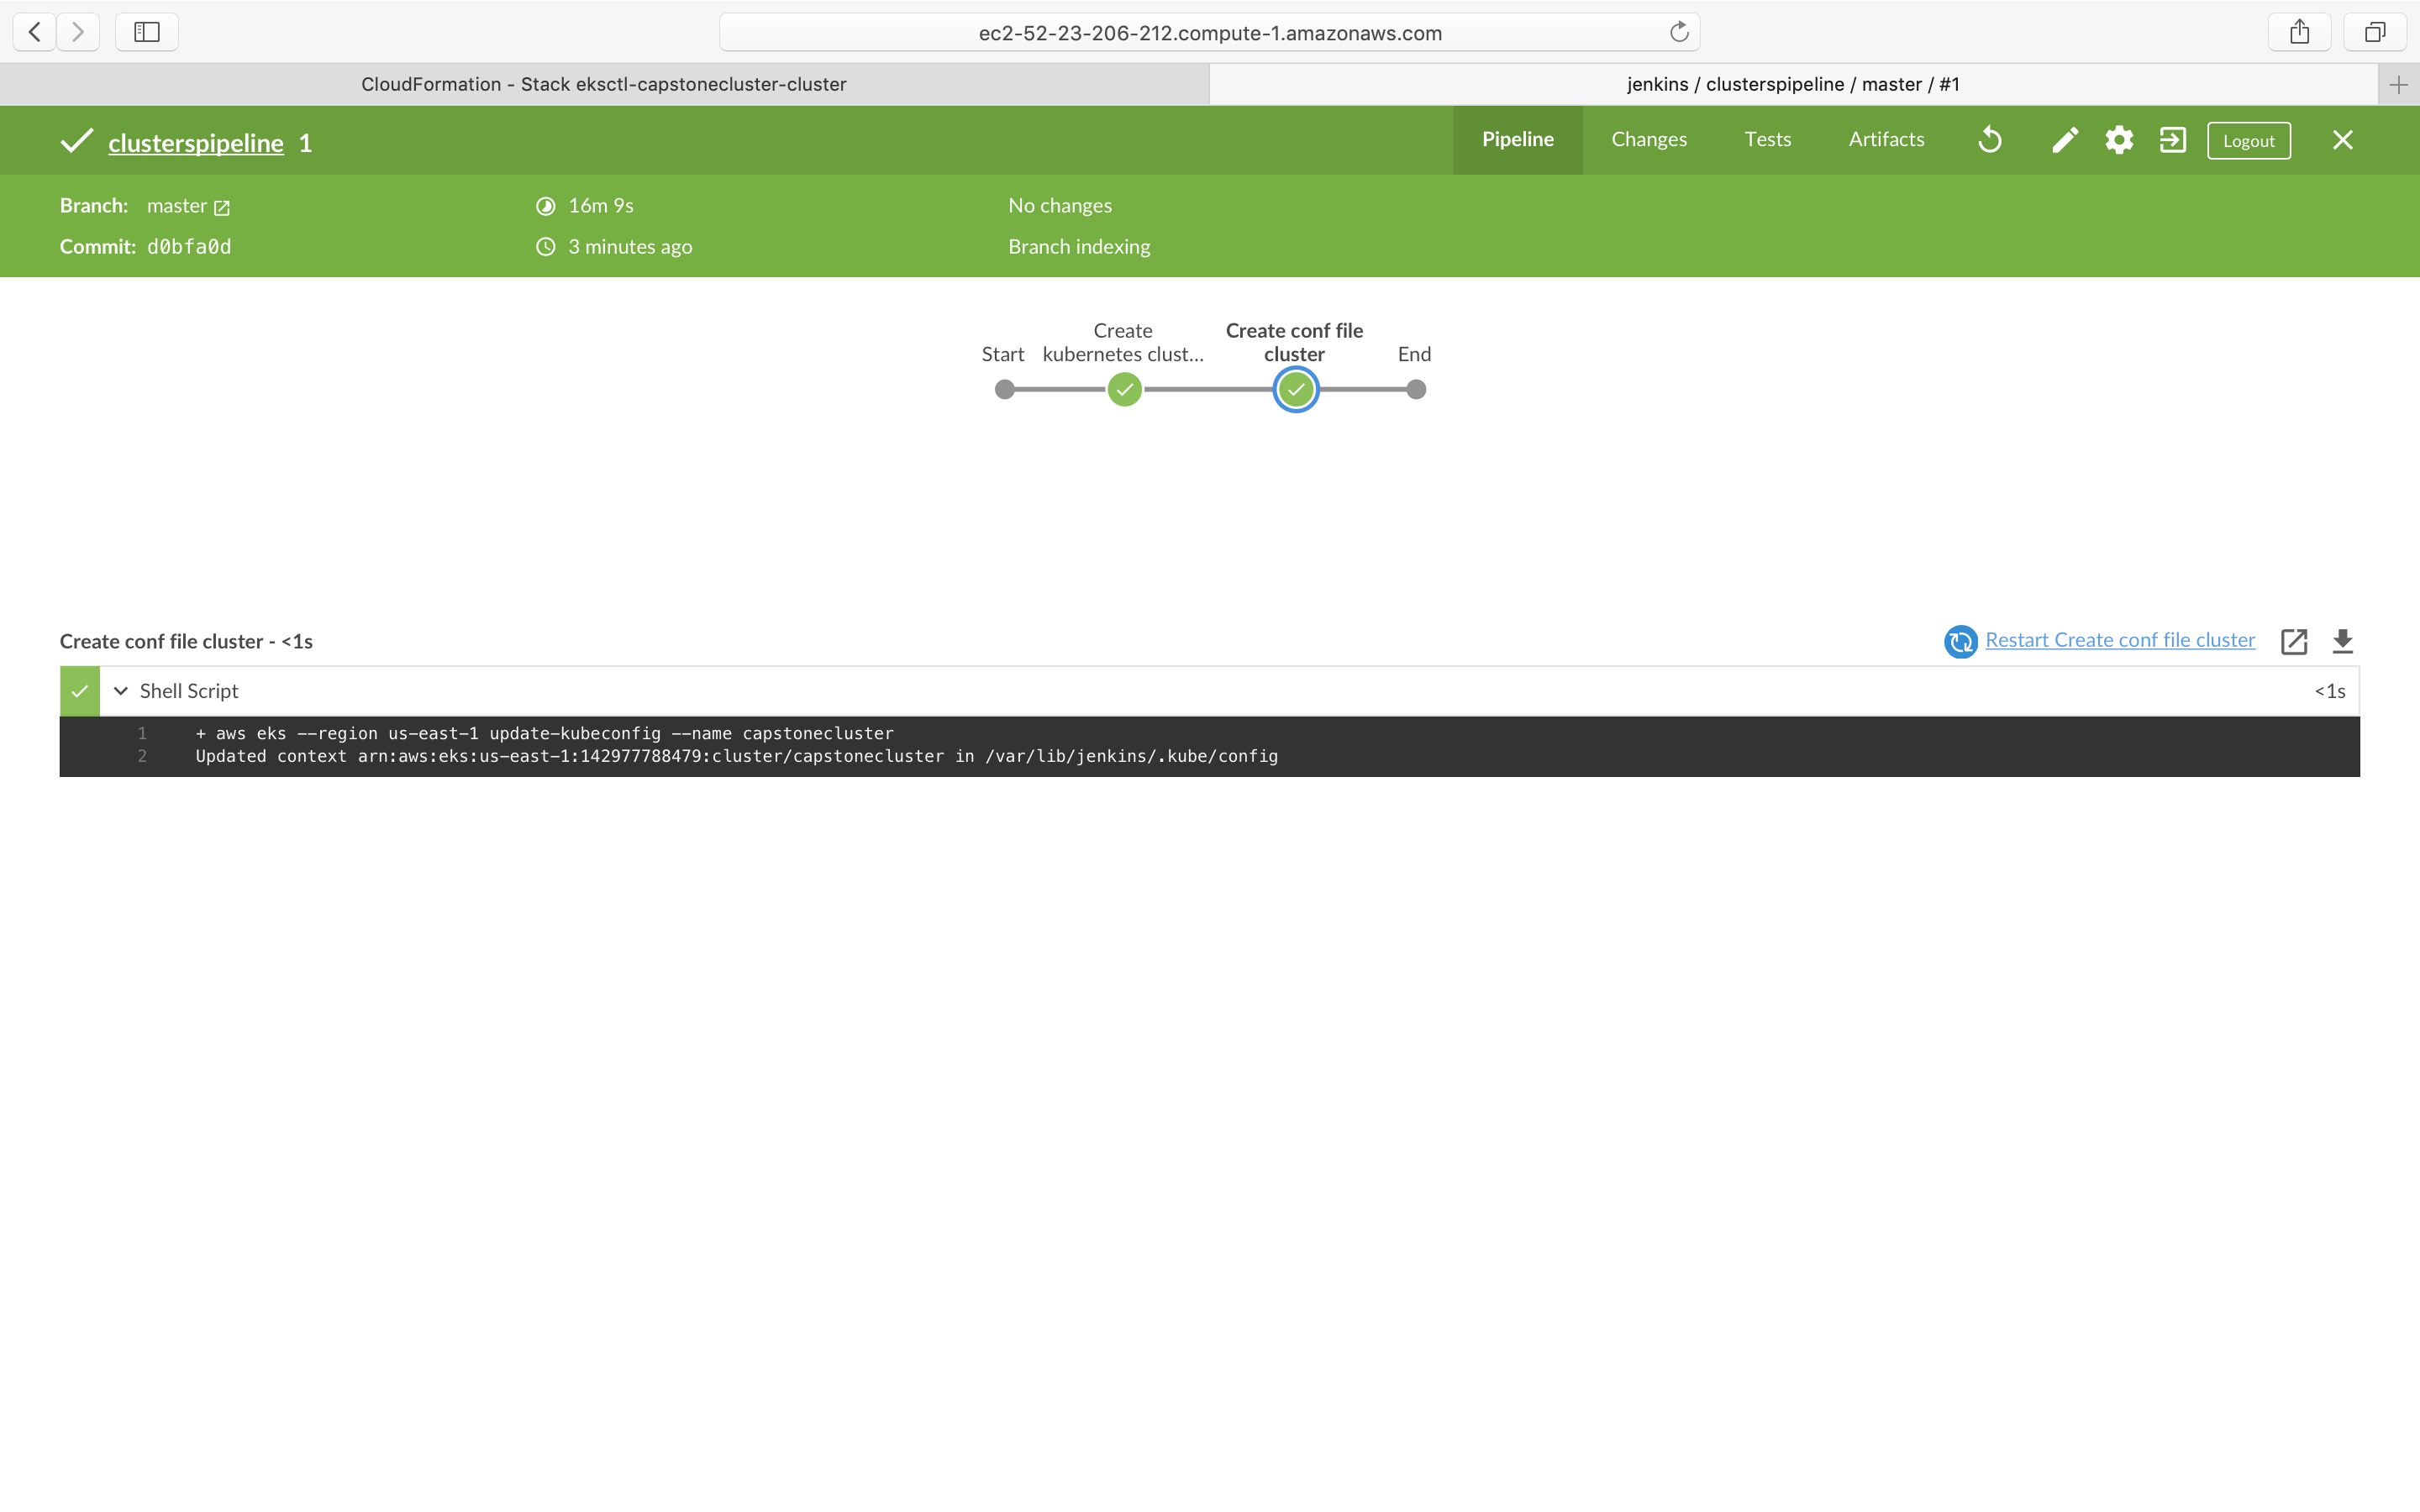 ec2-52-23-206-212.compute-1.amazonaws.com
CloudFormation - Stack eksctl-capstonecluster-cluster
jenkins / clusterspipeline / master / #1
clusterspipeline 1
Pipeline
Changes
Tests
Artifacts
Logout
Branch: master
16m 9s
No changes
Commit: d0bfa0d
3 minutes ago
Branch indexing
Start
Create
kubernetes clust...
Create conf file
cluster
End
Create conf file cluster - <1s
Restart Create conf file cluster
Shell Script
<1s
1 + aws eks --region us-east-1 update-kubeconfig --name capstonecluster
2 Updated context arn:aws:eks:us-east-1:142977788479:cluster/capstonecluster in /var/lib/jenkins/.kube/config